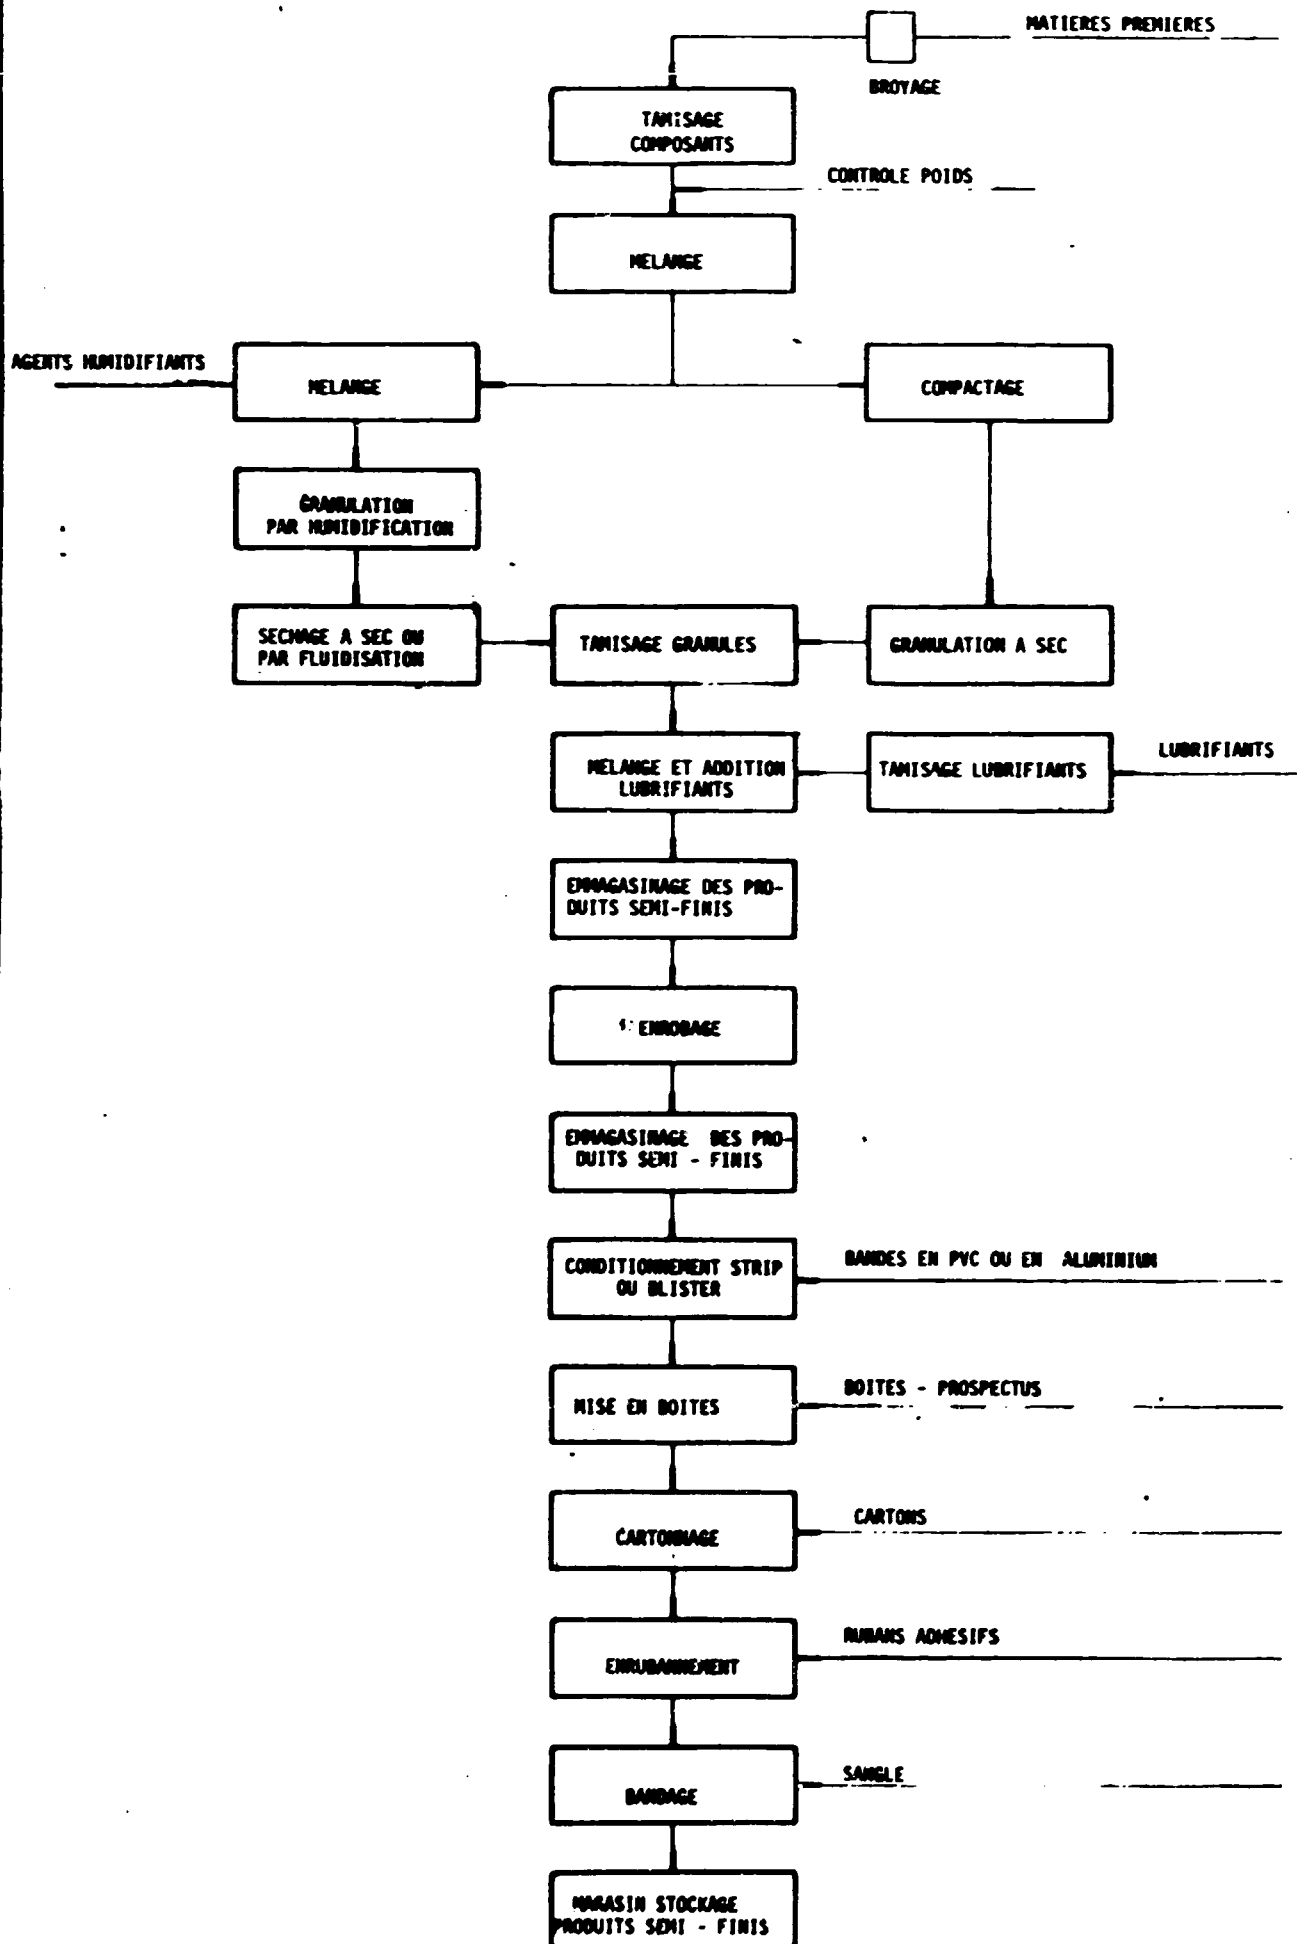 MATIERES PREMIERES
BROYAGE
TAMISAGE
COMPOSANTS
CONTROLE POIDS
MELANGE
AGENTS HUMIDIFIANTS
MELANGE
COMPACTAGE
GRANULATION
PAR HUMIDIFICATION
SECHAGE A SEC OU
PAR FLUIDISATION
TAMISAGE GRANULES
GRANULATION A SEC
MELANGE ET ADDITION
LUBRIFIANTS
TAMISAGE LUBRIFIANTS
LUBRIFIANTS
EMMAGASINAGE DES PRO-
DUITS SEMI-FINIS
ENROBAGE
EMMAGASINAGE DES PRO-
DUITS SEMI - FINIS
CONDITIONNEMENT STRIP
OU BLISTER
BANDES EN PVC OU EN ALUMINIUM
MISE EN BOITES
BOITES - PROSPECTUS
CARTONNAGE
CARTONS
ENRUBANNEMENT
RUBANS ADHESIFS
BANDAGE
SANGLE
MAGASIN STOCKAGE
PRODUITS SEMI - FINIS